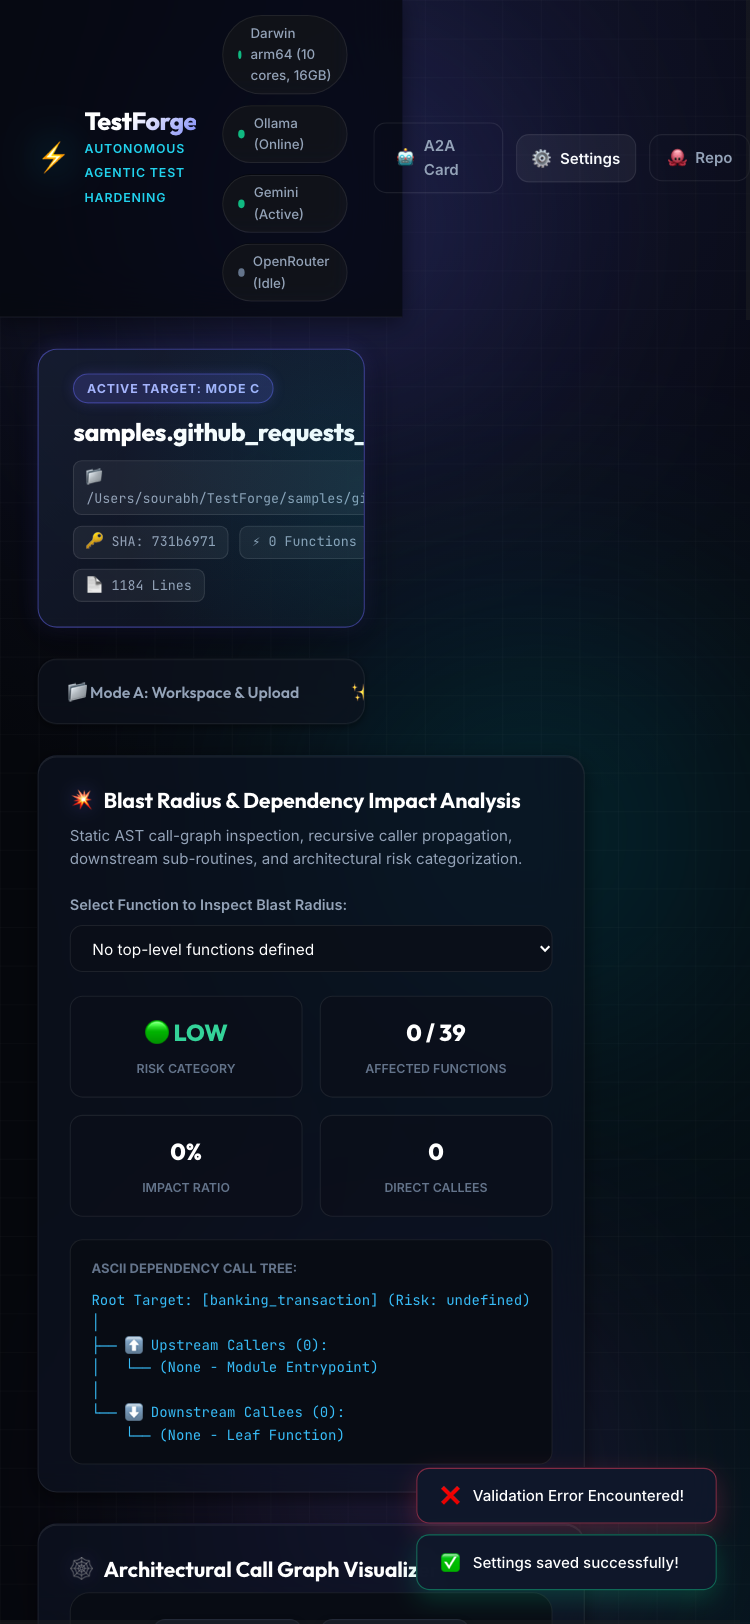 TestForge
AUTONOMOUS
AGENTIC TEST
HARDENING
Darwin
arm64 (10
cores, 16GB)
Ollama
(Online)
Gemini
(Active)
OpenRouter
(Idle)
A2A
Card
Settings
Repo
ACTIVE TARGET: MODE C
samples.github_requests_
/Users/sourabh/TestForge/samples/gi
SHA: 731b6971
⚡ 0 Functions
1184 Lines
Mode A: Workspace & Upload
Blast Radius & Dependency Impact Analysis
Static AST call-graph inspection, recursive caller propagation,
downstream sub-routines, and architectural risk categorization.
Select Function to Inspect Blast Radius:
No top-level functions defined
LOW
RISK CATEGORY
0 / 39
AFFECTED FUNCTIONS
0%
IMPACT RATIO
0
DIRECT CALLEES
ASCII DEPENDENCY CALL TREE:
Root Target: [banking_transaction] (Risk: undefined)
│
├── ⬆️ Upstream Callers (0):
│   └── (None - Module Entrypoint)
│
└── ⬇️ Downstream Callees (0):
    └── (None - Leaf Function)
Validation Error Encountered!
Settings saved successfully!
Architectural Call Graph Visualiz